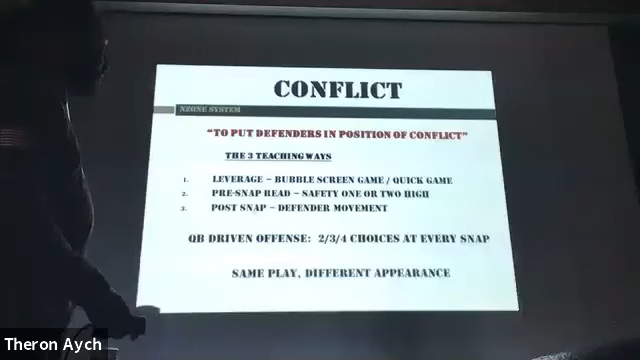 CONFLICT
NZONE SYSTEM
"TO PUT DEFENDERS IN POSITION OF CONFLICT"
THE 3 TEACHING WAYS
1. LEVERAGE – BUBBLE SCREEN GAME / QUICK GAME
2. PRE-SNAP READ – SAFETY ONE OR TWO HIGH
3. POST SNAP – DEFENDER MOVEMENT
QB DRIVEN OFFENSE: 2/3/4 CHOICES AT EVERY SNAP
SAME PLAY, DIFFERENT APPEARANCE
Theron Aych